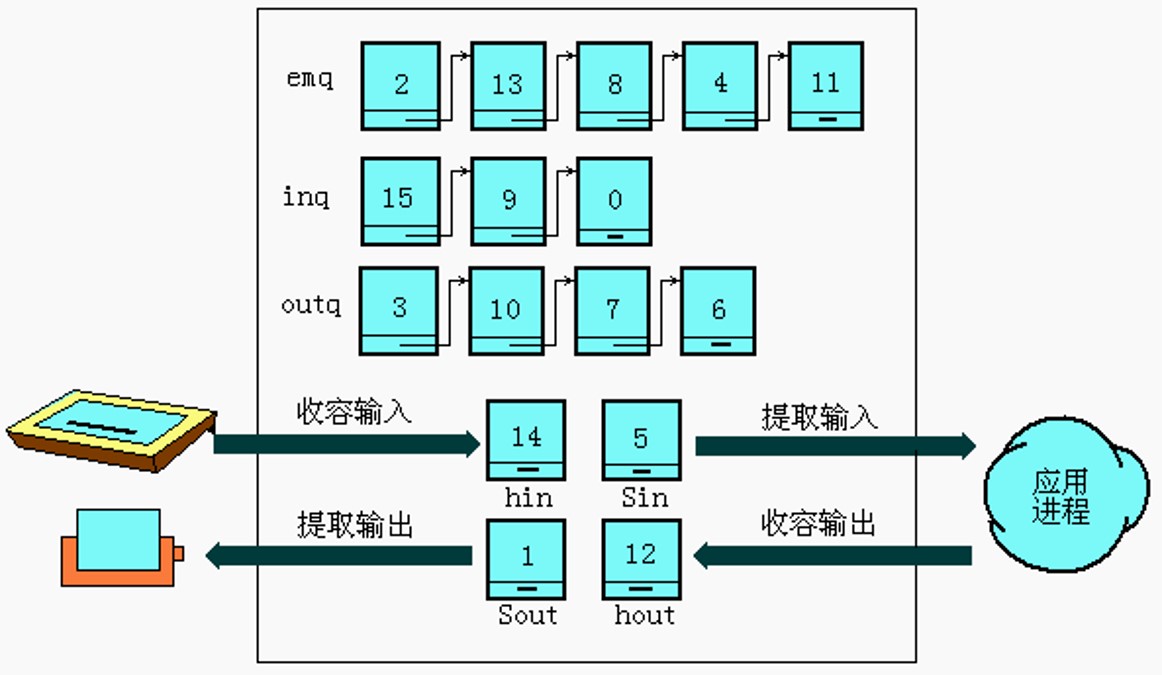 emq 2 13 8 4 11
inq 15 9 0
outq 3 10 7 6
收容输入 14 5 提取输入
hin Sin
提取输出 1 12 收容输出
Sout hout
应用
进程